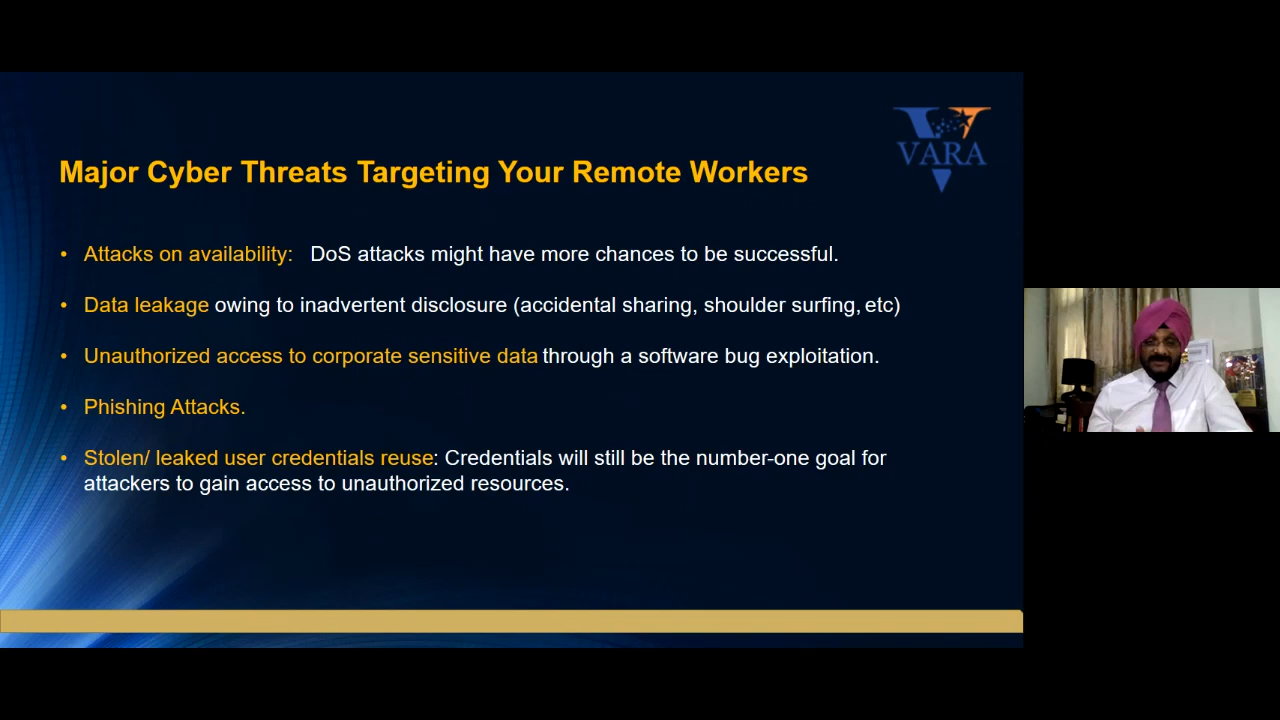 VARA
Major Cyber Threats Targeting Your Remote Workers
• Attacks on availability: DoS attacks might have more chances to be successful.
• Data leakage owing to inadvertent disclosure (accidental sharing, shoulder surfing, etc)
• Unauthorized access to corporate sensitive data through a software bug exploitation.
• Phishing Attacks.
• Stolen/ leaked user credentials reuse: Credentials will still be the number-one goal for
attackers to gain access to unauthorized resources.